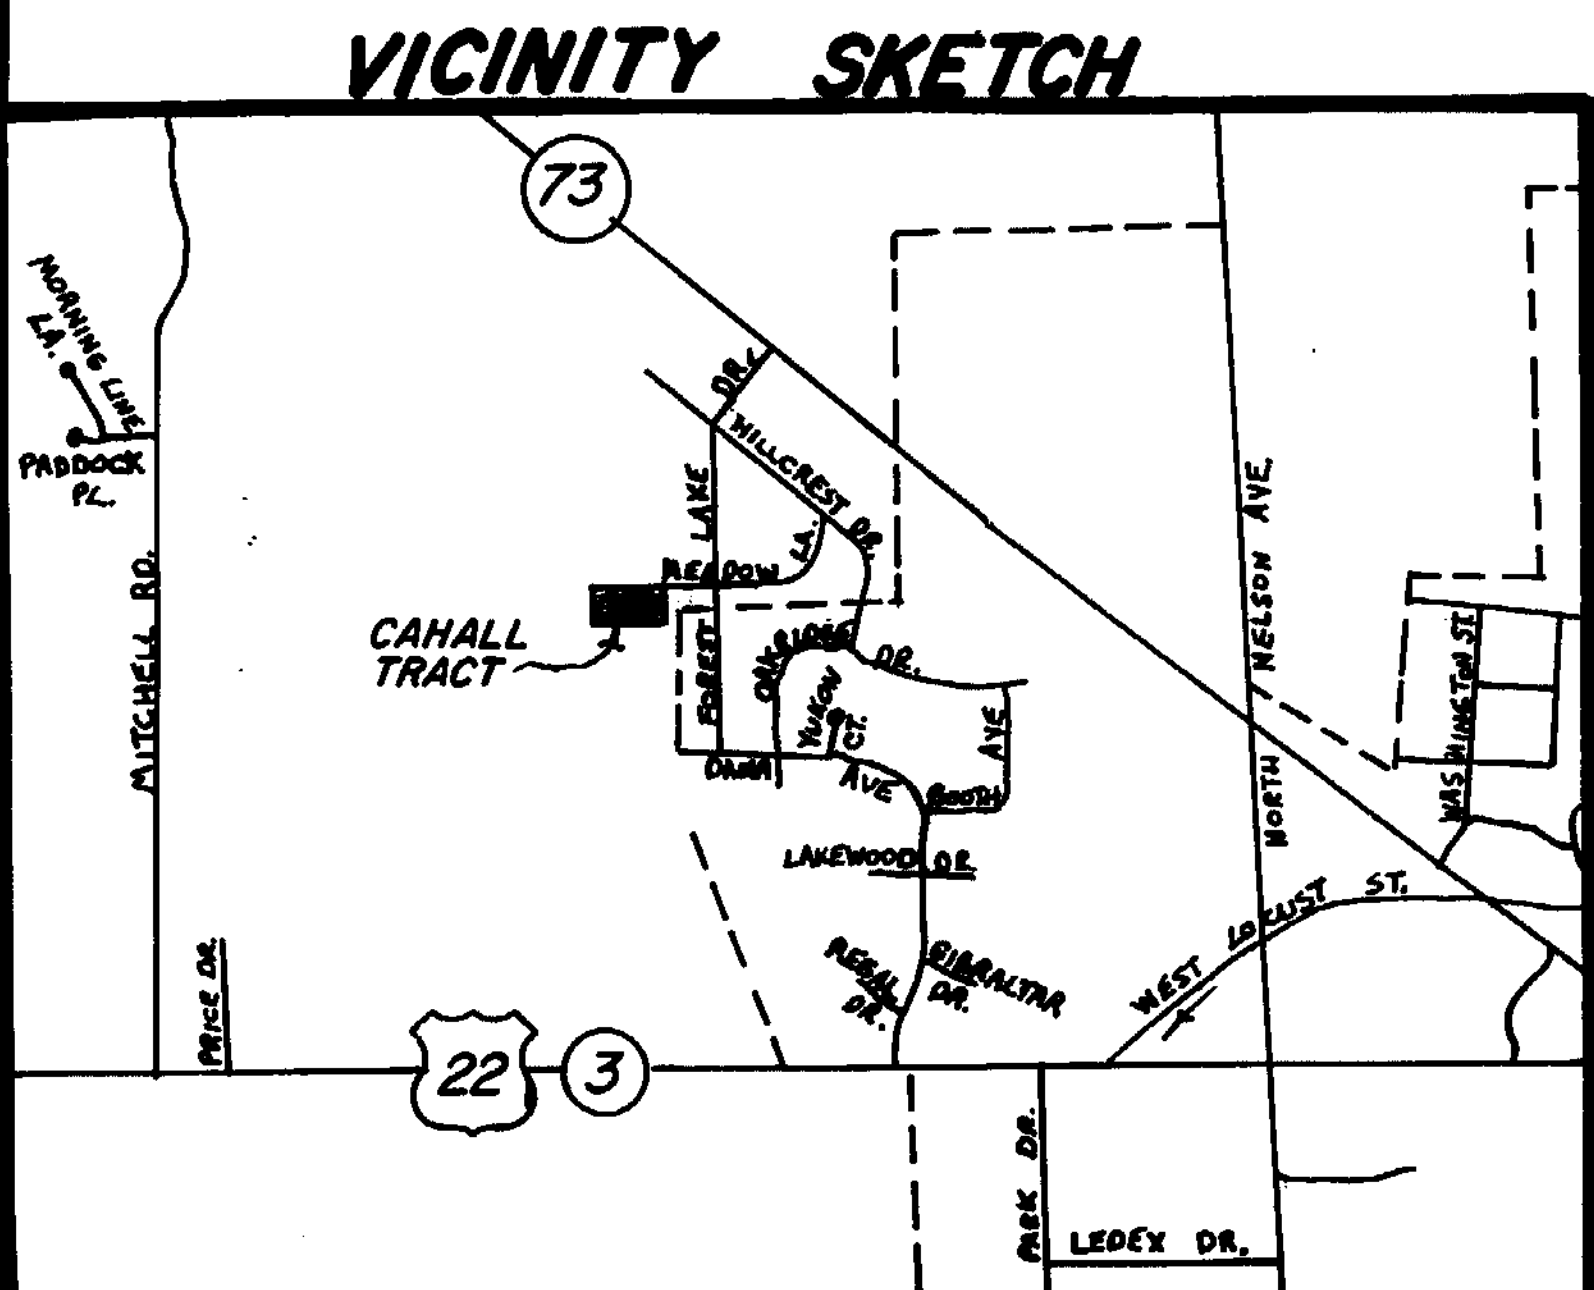 VICINITY SKETCH
73
MORNING LINE
LA.
PADDOCK
PL.
MITCHELL RD.
DR.
HILLCREST DR.
FOREST LAKE
MEADOW LA.
CAHALL
TRACT
OAKRIDGE DR.
YUKON
CT.
DANA AVE
BOOTH AVE
LAKEWOOD DR.
REGAL
DR.
GIBRALTAR
DR.
NORTH NELSON AVE.
WASHINGTON ST.
WEST LOCUST ST.
PRICE DR.
22
3
PARK DR.
LEDEX DR.